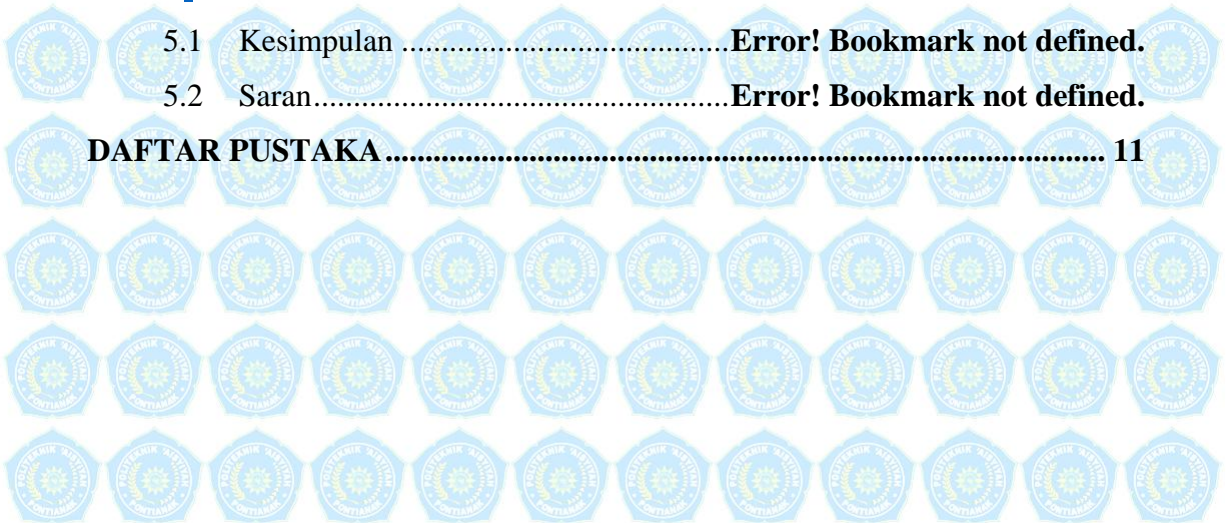 5.1 Kesimpulan ........................................Error! Bookmark not defined.
5.2 Saran...................................................Error! Bookmark not defined.
DAFTAR PUSTAKA.......................................................................................... 11